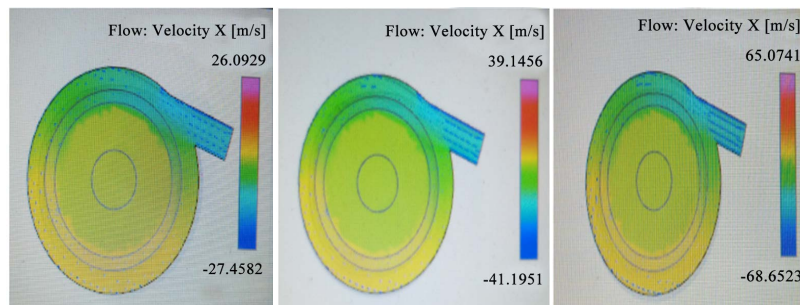 Flow: Velocity X [m/s]
26.0929
-27.4582
Flow: Velocity X [m/s]
39.1456
-41.1951
Flow: Velocity X [m/s]
65.0741
-68.6523